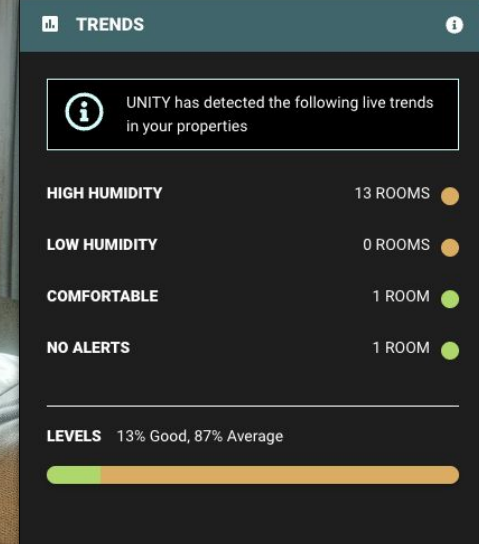 TRENDS
UNITY has detected the following live trends
in your properties
HIGH HUMIDITY 13 ROOMS
LOW HUMIDITY 0 ROOMS
COMFORTABLE 1 ROOM
NO ALERTS 1 ROOM
LEVELS 13% Good, 87% Average